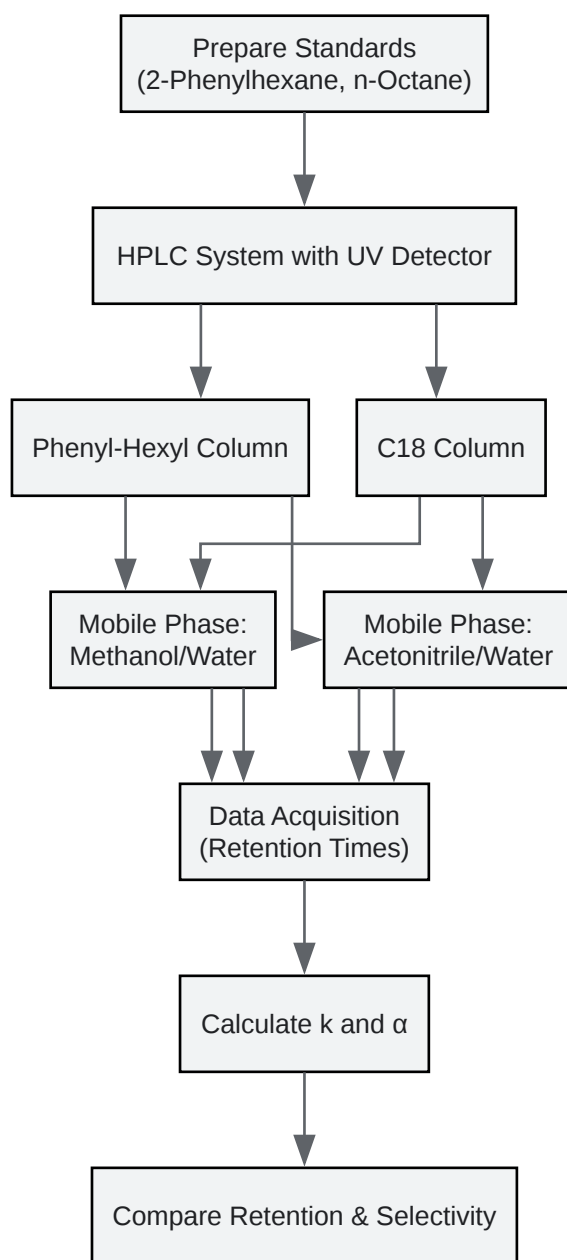 Prepare Standards
(2-Phenylhexane, n-Octane)
HPLC System with UV Detector
Phenyl-Hexyl Column
C18 Column
Mobile Phase:
Methanol/Water
Mobile Phase:
Acetonitrile/Water
Data Acquisition
(Retention Times)
Calculate k and α
Compare Retention & Selectivity